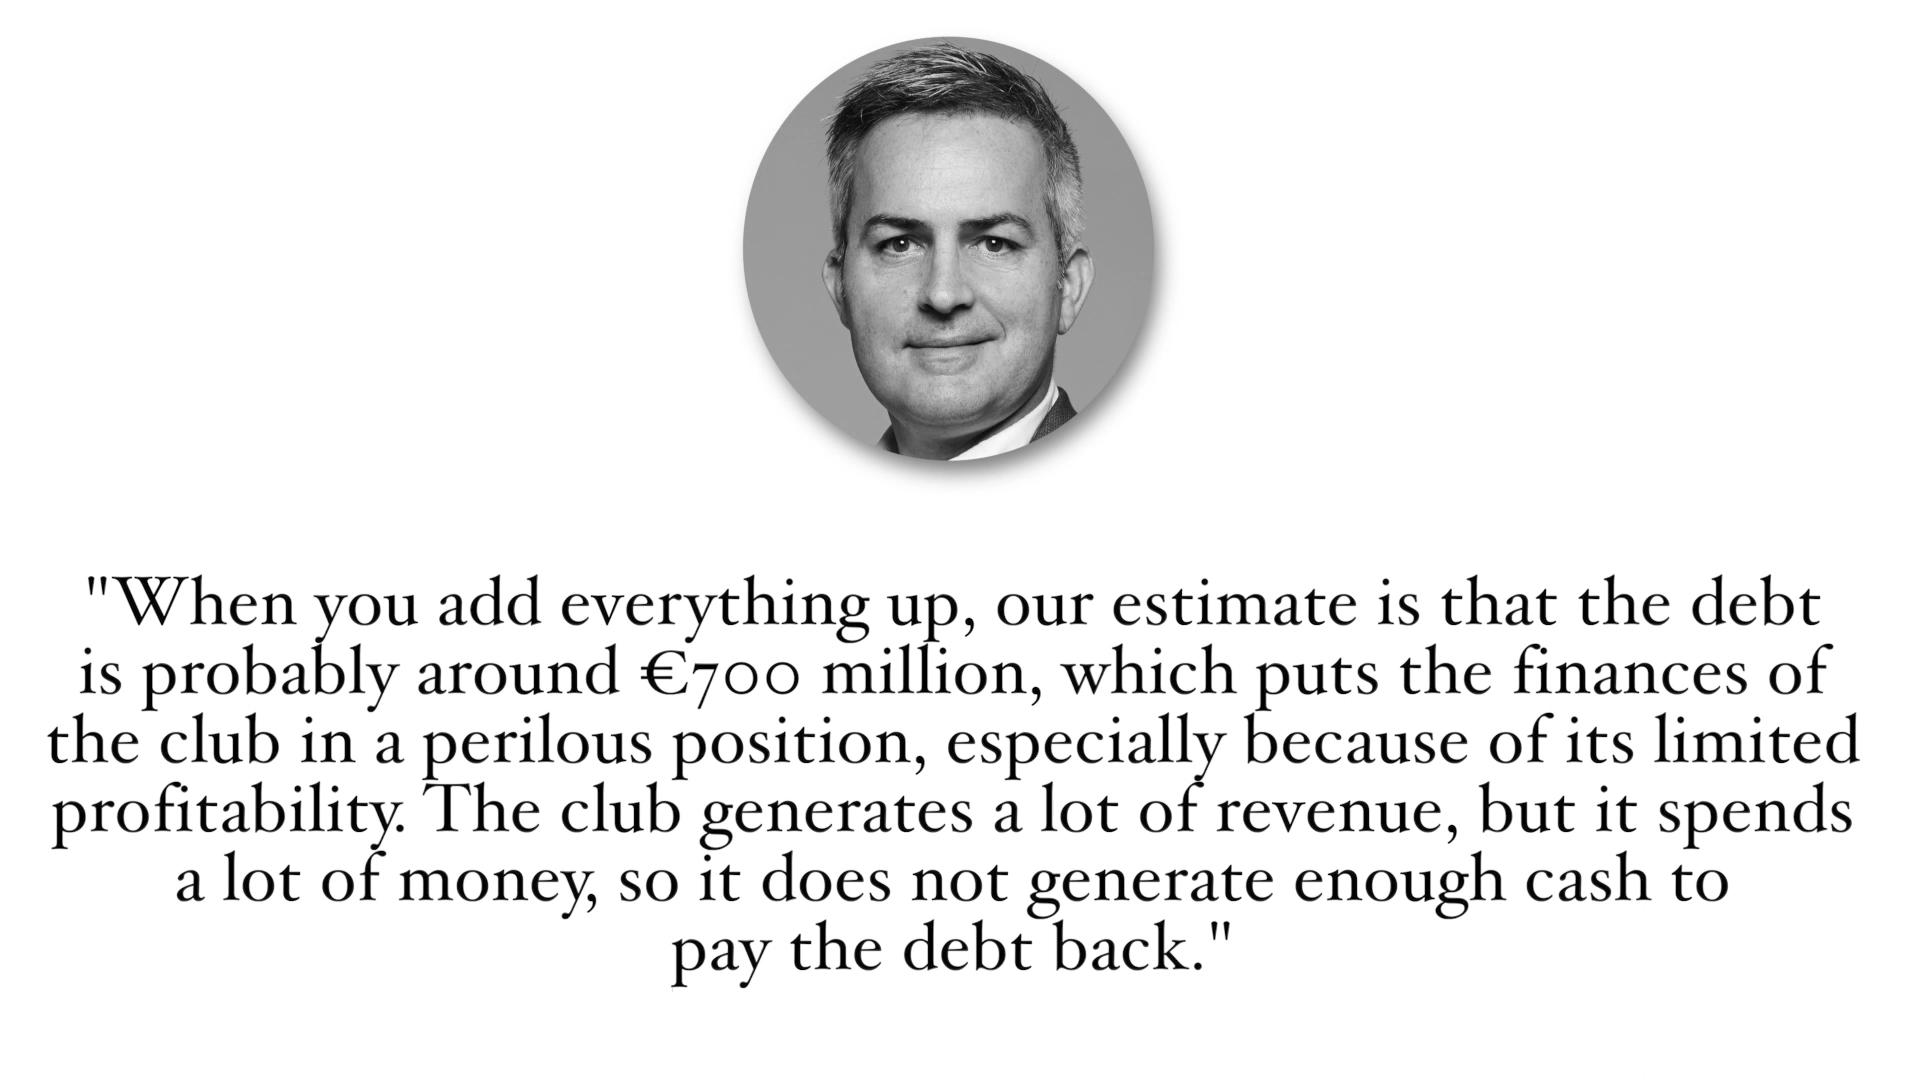 "When you add everything up, our estimate is that the debt
is probably around €700 million, which puts the finances of
the club in a perilous position, especially because of its limited
profitability. The club generates a lot of revenue, but it spends
a lot of money, so it does not generate enough cash to
pay the debt back."